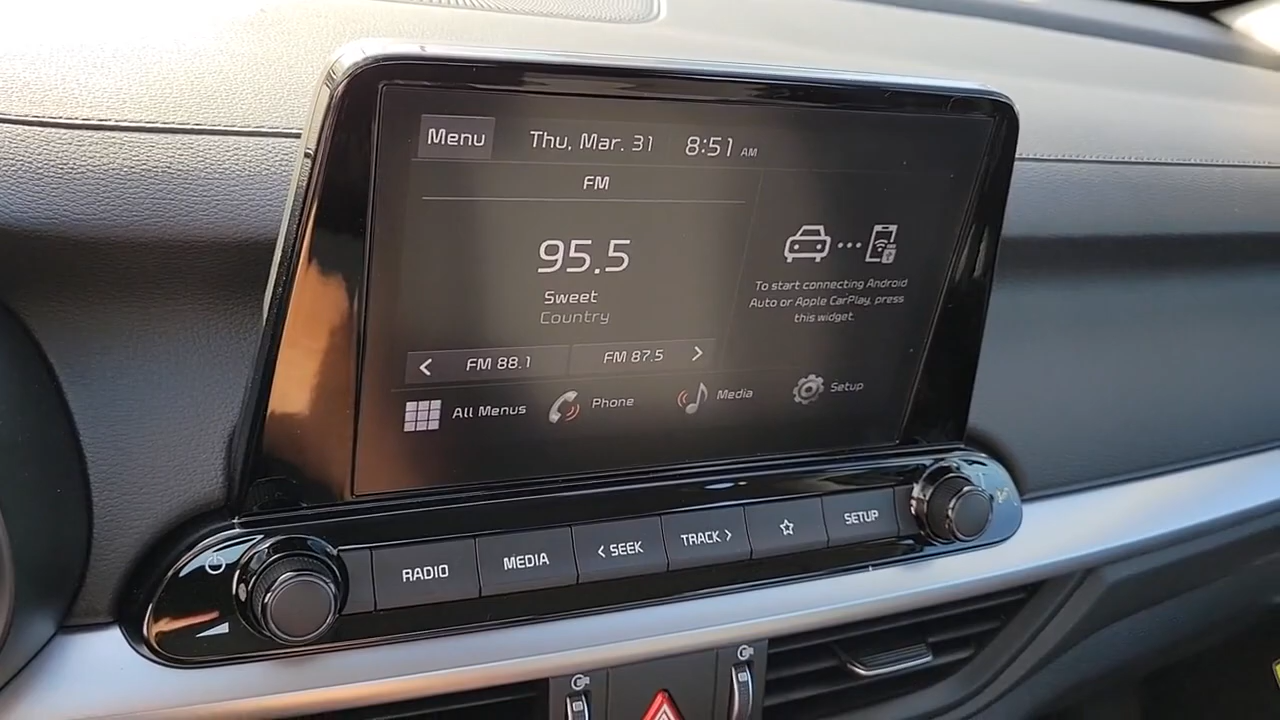 Menu Thu, Mar. 31 8:51 AM
FM
95.5
Sweet
Country
To start connecting Android
Auto or Apple CarPlay, press
this widget.
< FM 88.1 FM 87.5 >
All Menus Phone Media Setup
RADIO MEDIA < SEEK TRACK > SETUP